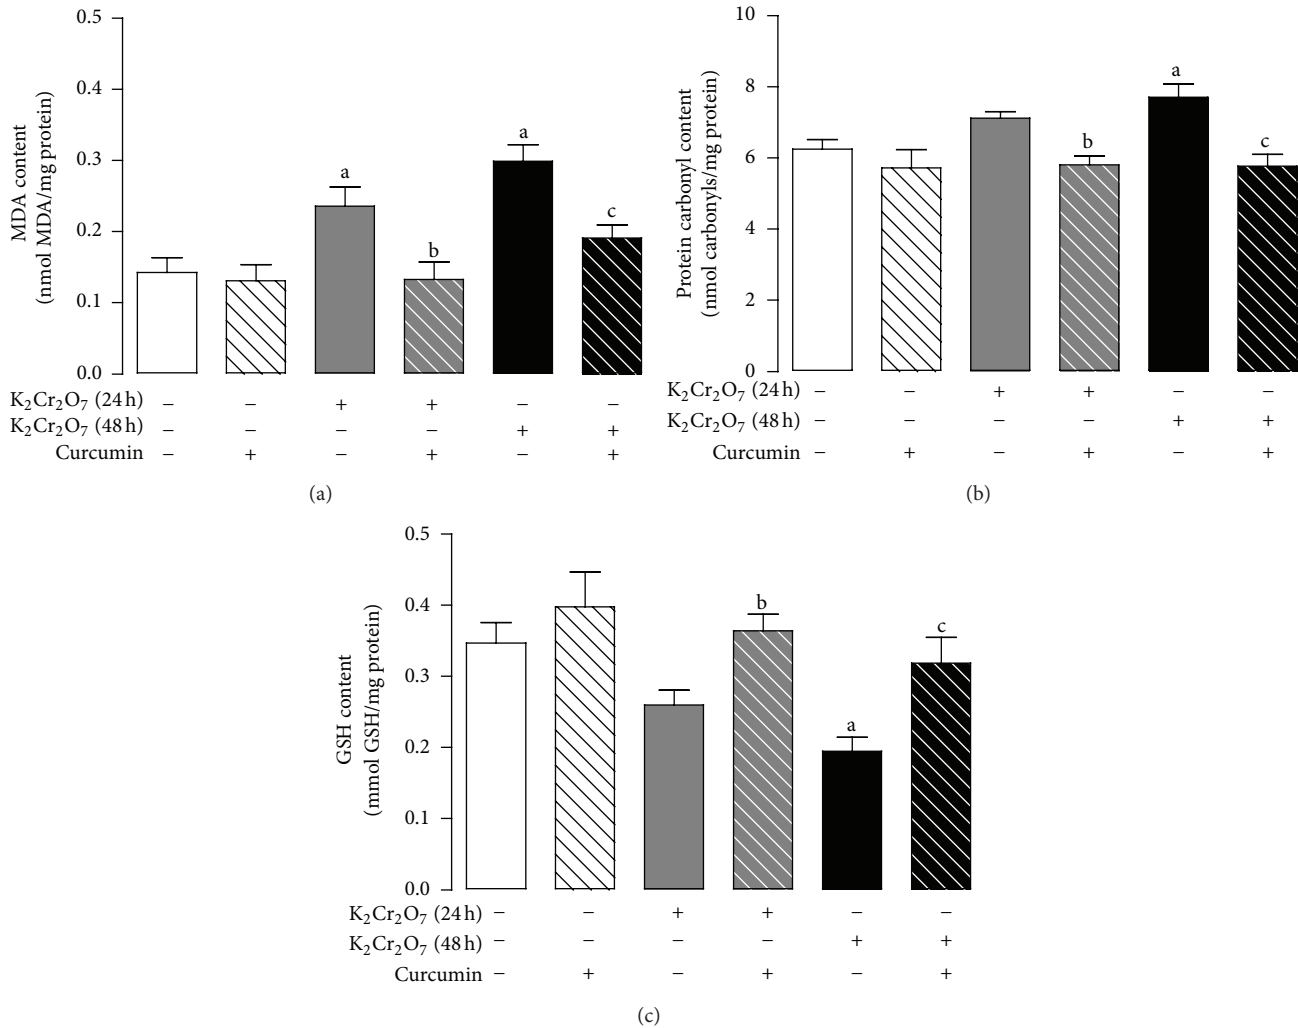 0.5
0.4
0.3
0.2
0.1
0.0
MDA content
(nmol MDA/mg protein)
a
b
a
c
K₂Cr₂O₇ (24 h) − − + + − −
K₂Cr₂O₇ (48 h) − − − − + +
Curcumin − + − + − +
(a)
10
8
6
4
2
0
Protein carbonyl content
(nmol carbonyls/mg protein)
b
a
c
K₂Cr₂O₇ (24 h) − − + + − −
K₂Cr₂O₇ (48 h) − − − − + +
Curcumin − + − + − +
(b)
0.5
0.4
0.3
0.2
0.1
0.0
GSH content
(mmol GSH/mg protein)
b
a
c
K₂Cr₂O₇ (24 h) − − + + − −
K₂Cr₂O₇ (48 h) − − − − + +
Curcumin − + − + − +
(c)